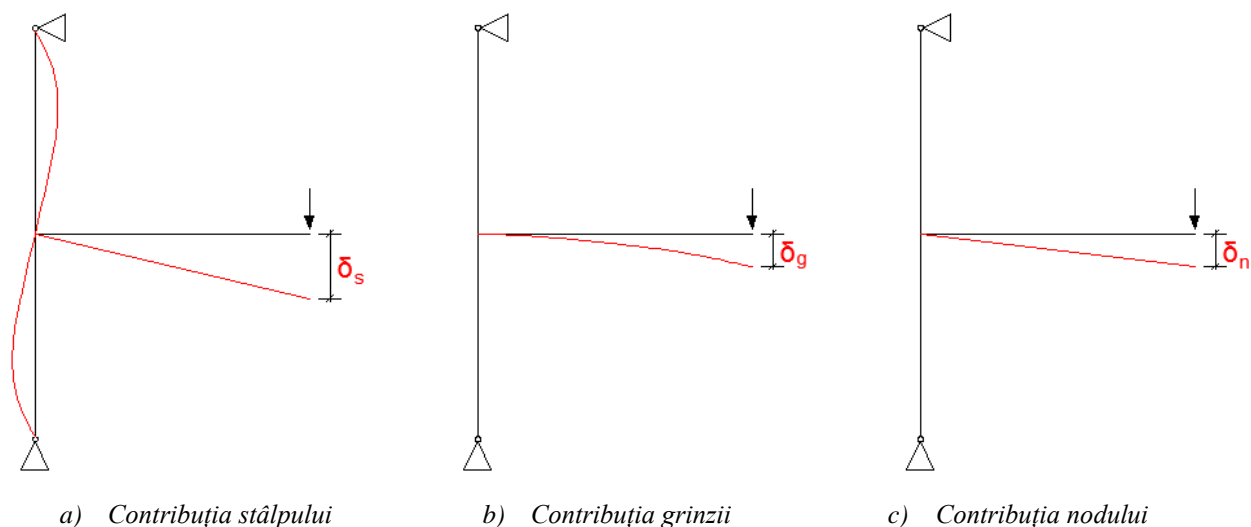 δs
δg
δn
a) Contribuția stâlpului
b) Contribuția grinzii
c) Contribuția nodului